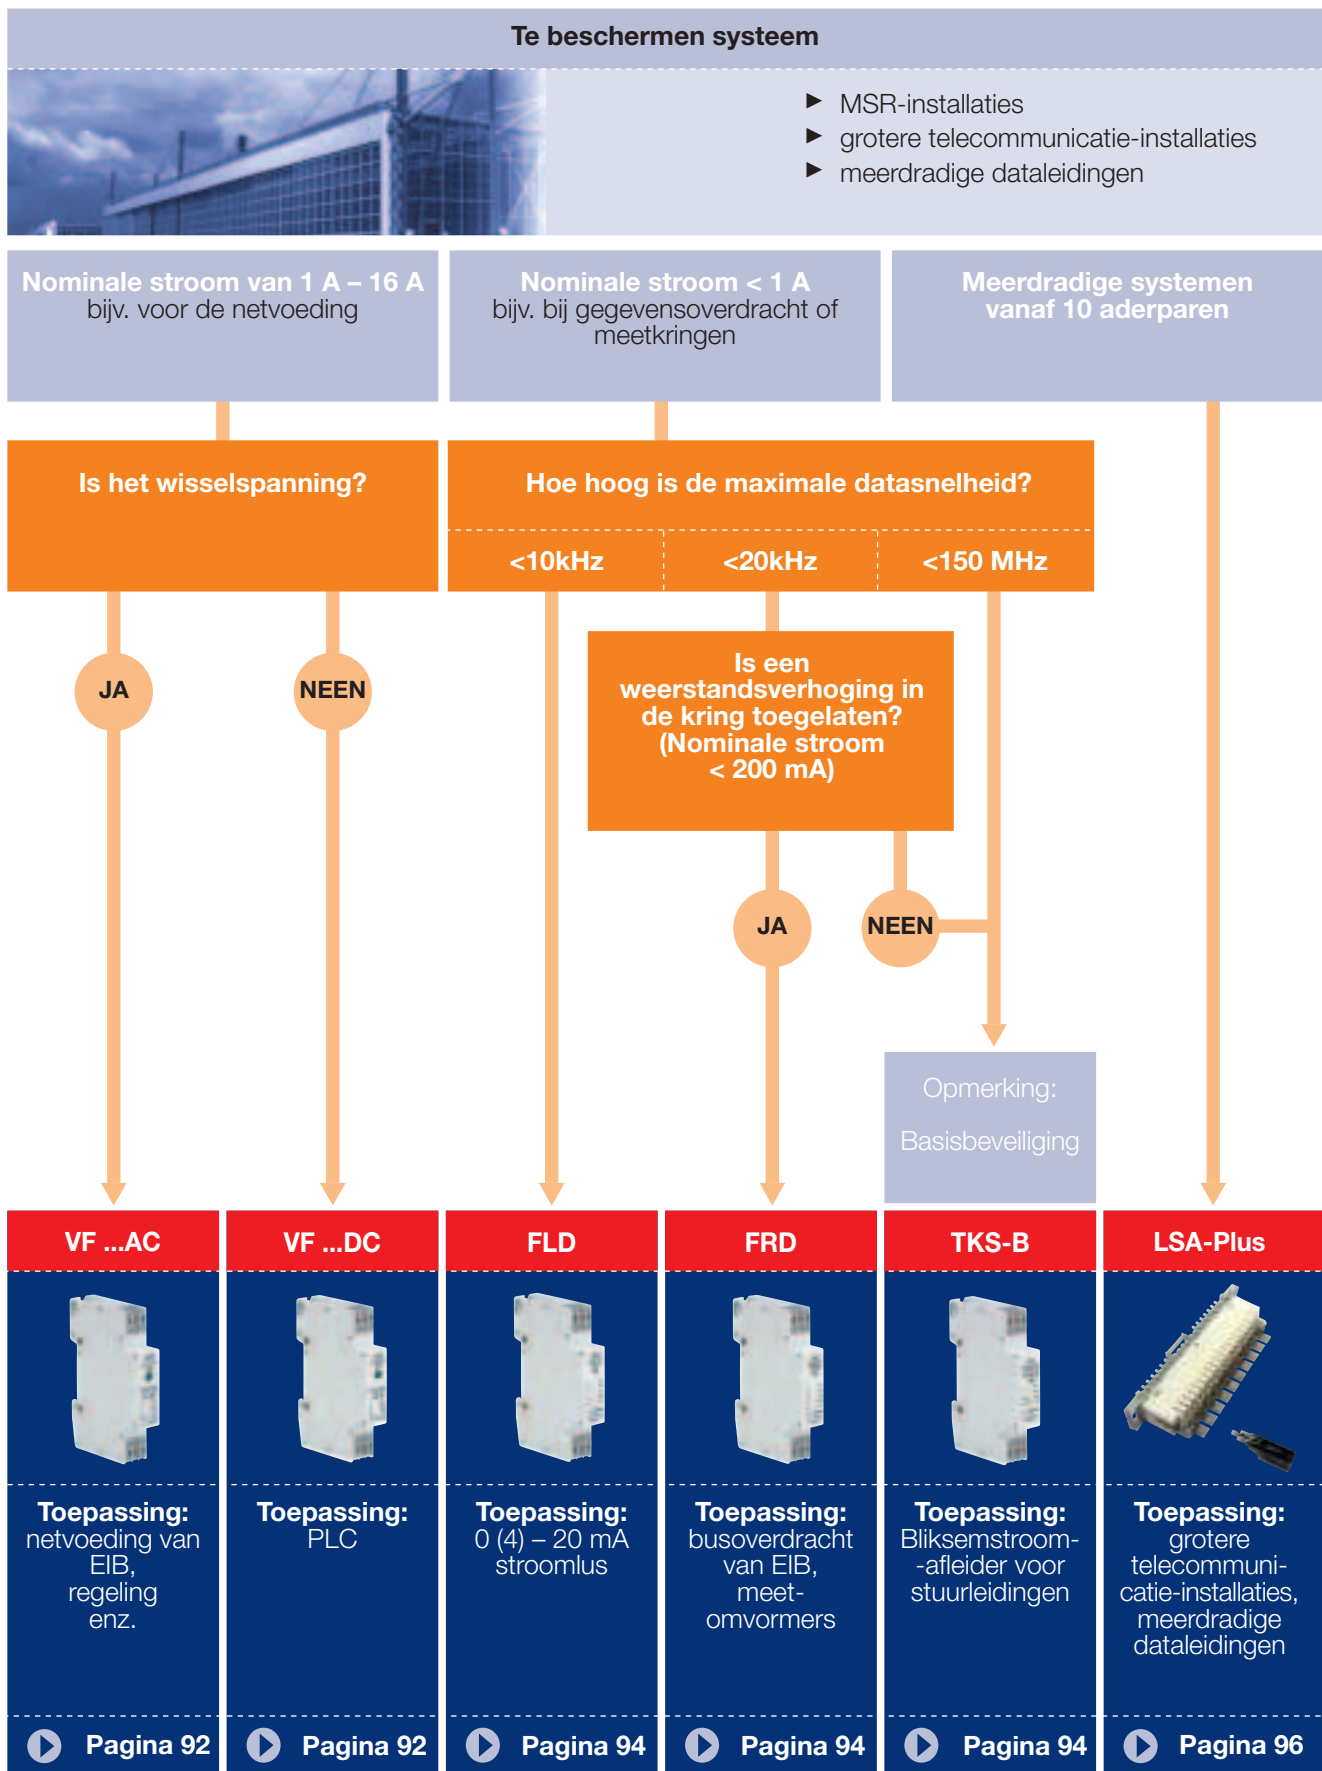 Te beschermen systeem
► MSR-installaties
► grotere telecommunicatie-installaties
► meerdradige dataleidingen
Nominale stroom van 1 A – 16 A
bijv. voor de netvoeding
Nominale stroom < 1 A
bijv. bij gegevensoverdracht of
meetkringen
Meerdradige systemen
vanaf 10 aderparen
Is het wisselspanning?
Hoe hoog is de maximale datasnelheid?
<10kHz
<20kHz
<150 MHz
JA
NEEN
Is een
weerstandsverhoging in
de kring toegelaten?
(Nominale stroom
< 200 mA)
JA
NEEN
Opmerking:
Basisbeveiliging
VF ...AC
VF ...DC
FLD
FRD
TKS-B
LSA-Plus
Toepassing:
netvoeding van
EIB,
regeling
enz.
Toepassing:
PLC
Toepassing:
0 (4) – 20 mA
stroomlus
Toepassing:
busoverdracht
van EIB,
meet-
omvormers
Toepassing:
Bliksemstroom-
-afleider voor
stuurleidingen
Toepassing:
grotere
telecommuni-
catie-installaties,
meerdradige
dataleidingen
Pagina 92
Pagina 92
Pagina 94
Pagina 94
Pagina 94
Pagina 96